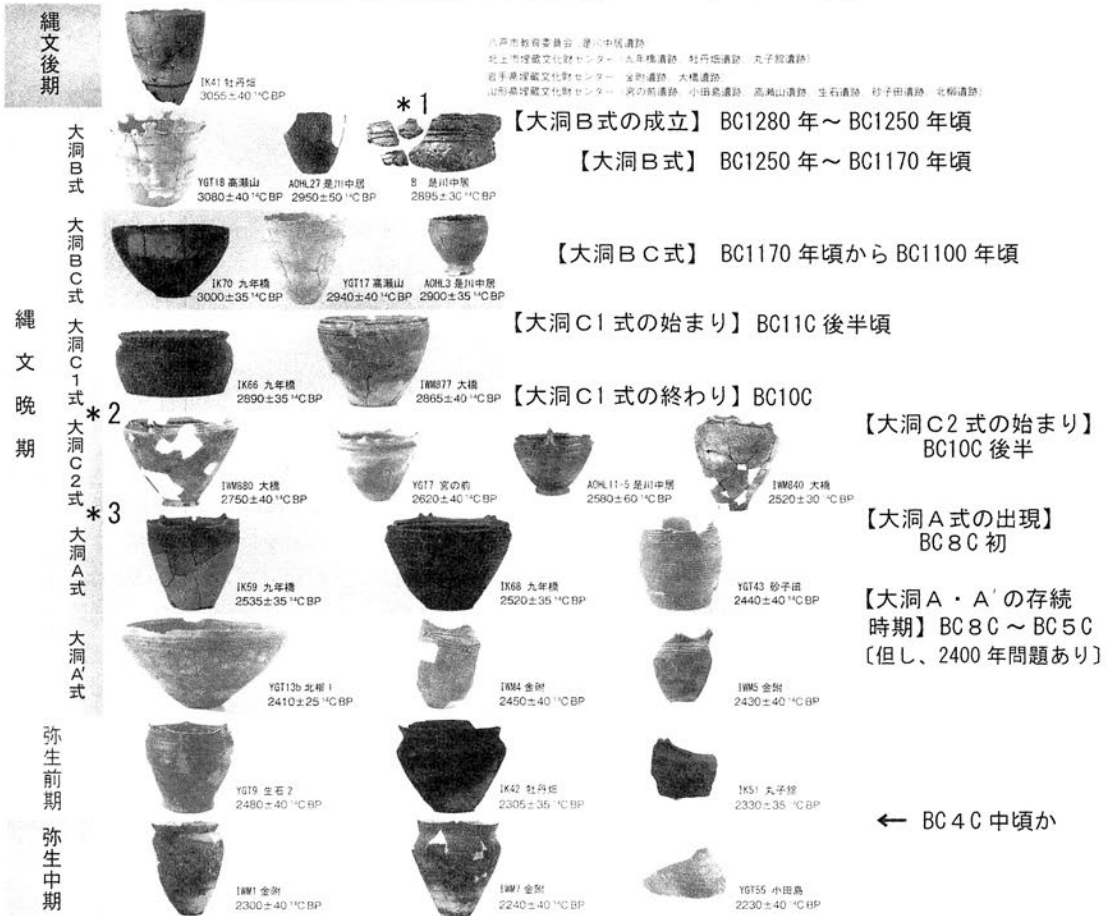 縄文後期
IK41 牡丹畑
3055±40 ¹⁴C BP
八戸市教育委員会（是川中居遺跡）
北上市埋蔵文化財センター（九年橋遺跡、牡丹畑遺跡、丸子館遺跡）
岩手県埋蔵文化財センター（金附遺跡、大橋遺跡）
山形県埋蔵文化財センター（宮の前遺跡、小田島遺跡、高瀬山遺跡、生石遺跡、砂子田遺跡、北柳遺跡）
縄文晩期
大洞B式
YGT18 高瀬山
3080±40 ¹⁴C BP
AOHL27 是川中居
2950±50 ¹⁴C BP
*1
B 是川中居
2895±30 ¹⁴C BP
【大洞B式の成立】 BC1280年～BC1250年頃
【大洞B式】 BC1250年～BC1170年頃
大洞BC式
IK70 九年橋
3000±35 ¹⁴C BP
YGT17 高瀬山
2940±40 ¹⁴C BP
AOHL3 是川中居
2900±35 ¹⁴C BP
【大洞BC式】 BC1170年頃からBC1100年頃
大洞C1式
IK66 九年橋
2890±35 ¹⁴C BP
IWM877 大橋
2865±40 ¹⁴C BP
【大洞C1式の始まり】 BC11C後半頃
【大洞C1式の終わり】 BC10C
*2
大洞C2式
IWM880 大橋
2750±40 ¹⁴C BP
YGT7 宮の前
2620±40 ¹⁴C BP
AOHL11-5 是川中居
2580±60 ¹⁴C BP
IWM840 大橋
2520±30 ¹⁴C BP
【大洞C2式の始まり】
BC10C後半
*3
大洞A式
IK59 九年橋
2535±35 ¹⁴C BP
IK68 九年橋
2520±35 ¹⁴C BP
YGT43 砂子田
2440±40 ¹⁴C BP
【大洞A式の出現】
BC8C初
大洞A'式
YGT13b 北柳1
2410±25 ¹⁴C BP
IWM4 金附
2450±40 ¹⁴C BP
IWM5 金附
2430±40 ¹⁴C BP
【大洞A・A'の存続
時期】BC8C～BC5C
〔但し、2400年問題あり〕
弥生前期
YGT9 生石2
2480±40 ¹⁴C BP
IK42 牡丹畑
2305±35 ¹⁴C BP
IK51 丸子館
2330±35 ¹⁴C BP
← BC4C中頃か
弥生中期
IWM1 金附
2300±40 ¹⁴C BP
IWM7 金附
2240±40 ¹⁴C BP
YGT55 小田島
2230±40 ¹⁴C BP